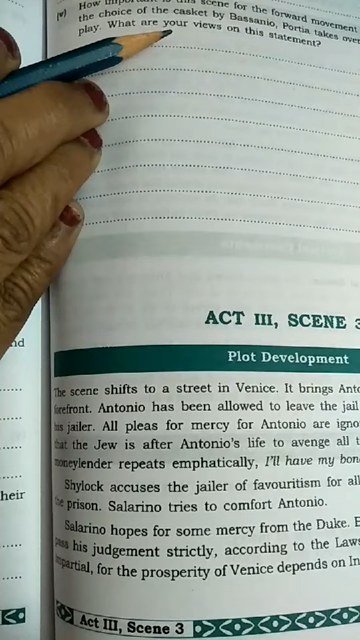 (v) How important is this scene for the forward movement
the choice of the casket by Bassanio, Portia takes over
play. What are your views on this statement?
ACT III, SCENE 3
Plot Development
The scene shifts to a street in Venice. It brings Anto
forefront. Antonio has been allowed to leave the jail
his jailer. All pleas for mercy for Antonio are igno
that the Jew is after Antonio's life to avenge all t
moneylender repeats emphatically, I'll have my bon
Shylock accuses the jailer of favouritism for all
the prison. Salarino tries to comfort Antonio.
Salarino hopes for some mercy from the Duke. B
pass his judgement strictly, according to the Laws
impartial, for the prosperity of Venice depends on In
nd
heir
Act III, Scene 3